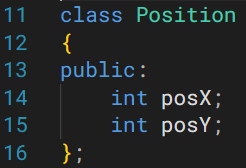 11 class Position
12 {
13 public:
14     int posX;
15     int posY;
16 };